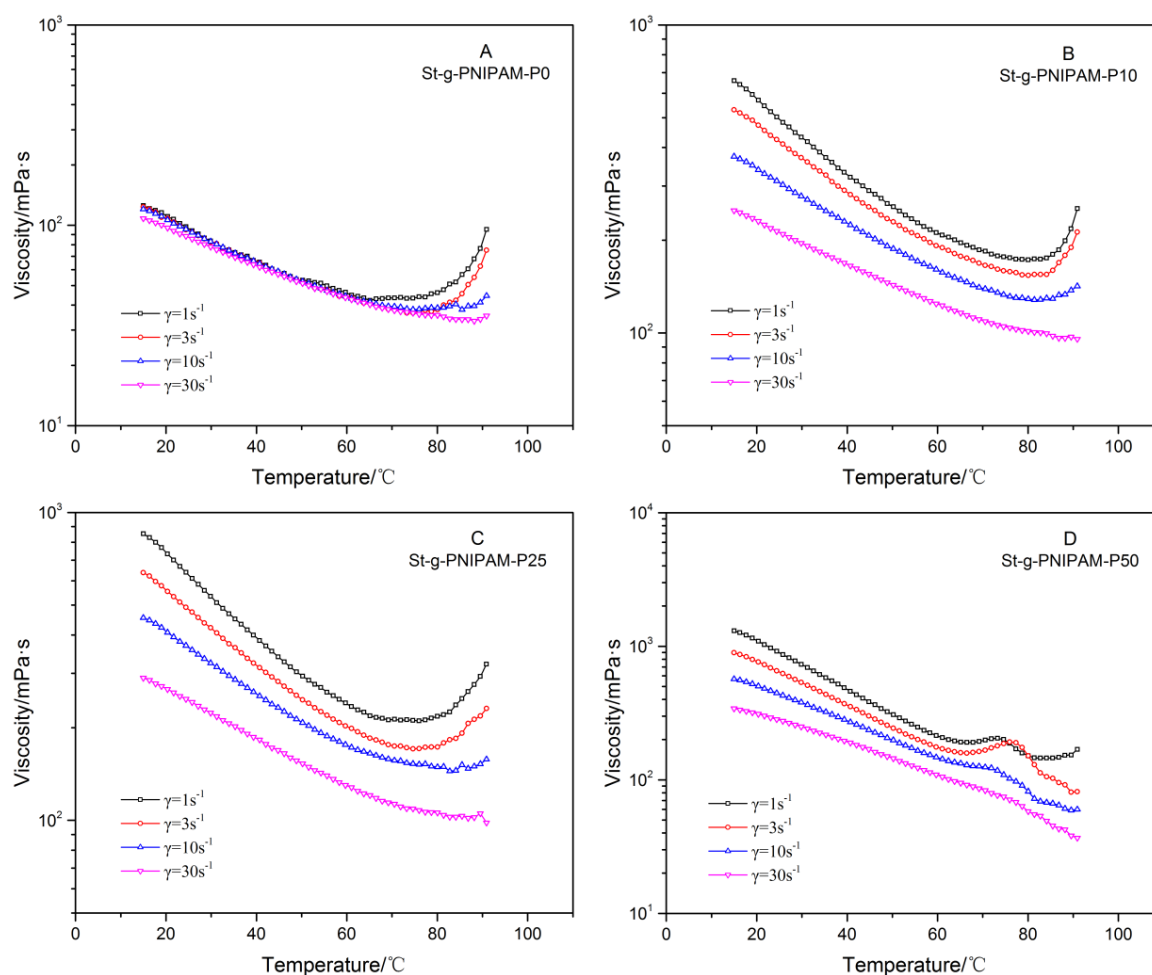 10³
A
St-g-PNIPAM-P0
Viscosity/mPa·s
10²
γ=1s⁻¹
γ=3s⁻¹
γ=10s⁻¹
γ=30s⁻¹
10¹
0 20 40 60 80 100
Temperature/℃
10³
B
St-g-PNIPAM-P10
Viscosity/mPa·s
10²
γ=1s⁻¹
γ=3s⁻¹
γ=10s⁻¹
γ=30s⁻¹
0 20 40 60 80 100
Temperature/℃
10³
C
St-g-PNIPAM-P25
Viscosity/mPa·s
10²
γ=1s⁻¹
γ=3s⁻¹
γ=10s⁻¹
γ=30s⁻¹
0 20 40 60 80 100
Temperature/℃
10⁴
D
St-g-PNIPAM-P50
10³
Viscosity/mPa·s
10²
γ=1s⁻¹
γ=3s⁻¹
γ=10s⁻¹
γ=30s⁻¹
10¹
0 20 40 60 80 100
Temperature/℃